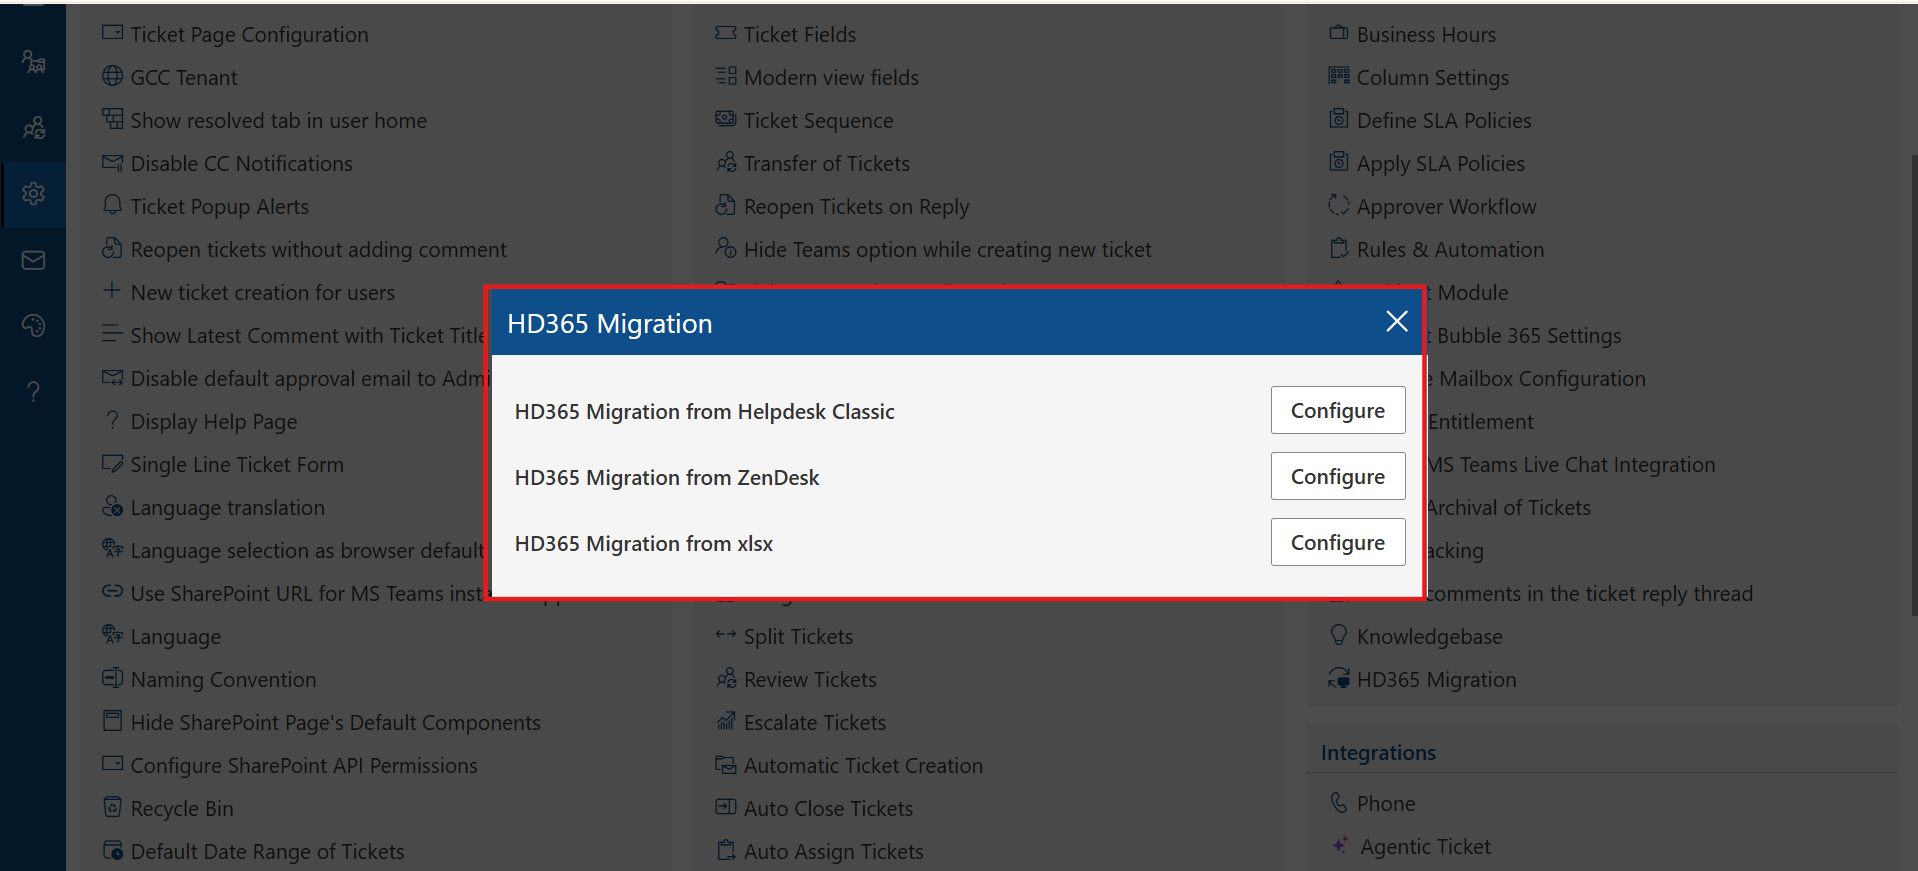 Ticket Page Configuration
GCC Tenant
Show resolved tab in user home
Disable CC Notifications
Ticket Popup Alerts
Reopen tickets without adding comment
New ticket creation for users
Show Latest Comment with Ticket Title
Disable default approval email to
Display Help Page
Single Line Ticket Form
Language translation
Language selection as browser default
Use SharePoint URL for MS Teams
Language
Naming Convention
Hide SharePoint Page's Default Components
Configure SharePoint API Permissions
Recycle Bin
Default Date Range of Tickets
Ticket Fields
Modern view fields
Ticket Sequence
Transfer of Tickets
Reopen Tickets on Reply
Hide Teams option while creating new ticket
HD365 Migration
HD365 Migration from Helpdesk Classic
Configure
HD365 Migration from ZenDesk
Configure
HD365 Migration from xlsx
Configure
Split Tickets
Review Tickets
Escalate Tickets
Automatic Ticket Creation
Auto Close Tickets
Auto Assign Tickets
Business Hours
Column Settings
Define SLA Policies
Apply SLA Policies
Approver Workflow
Rules & Automation
Module
Bubble 365 Settings
Mailbox Configuration
Entitlement
MS Teams Live Chat Integration
Archival of Tickets
acking
comments in the ticket reply thread
Knowledgebase
HD365 Migration
Integrations
Phone
Agentic Ticket